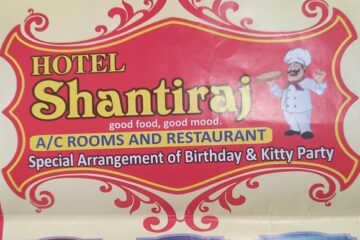 HOTEL
Shantiraj
good food, good mood.
A/C ROOMS AND RESTAURANT
Special Arrangement of Birthday & Kitty Party